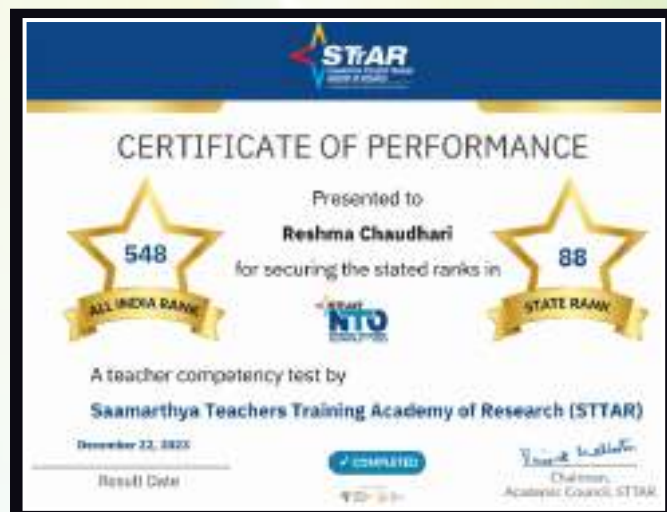 STTAR
CERTIFICATE OF PERFORMANCE
Presented to
Reshma Chaudhari
for securing the stated ranks in
548
ALL INDIA RANK
88
STATE RANK
NTO
A teacher competency test by
Saamarthya Teachers Training Academy of Research (STTAR)
December 22, 2023
Result Date
✓ COMPLETED
Chairman,
Academic Council, STTAR